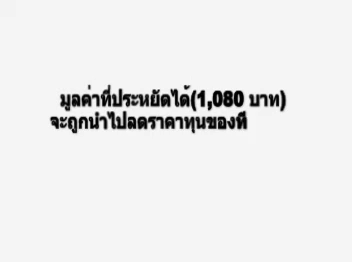 มูลค่าที่ประหยัดได้(1,080 บาท)
จะถูกนำไปลดราคาทุนของที่